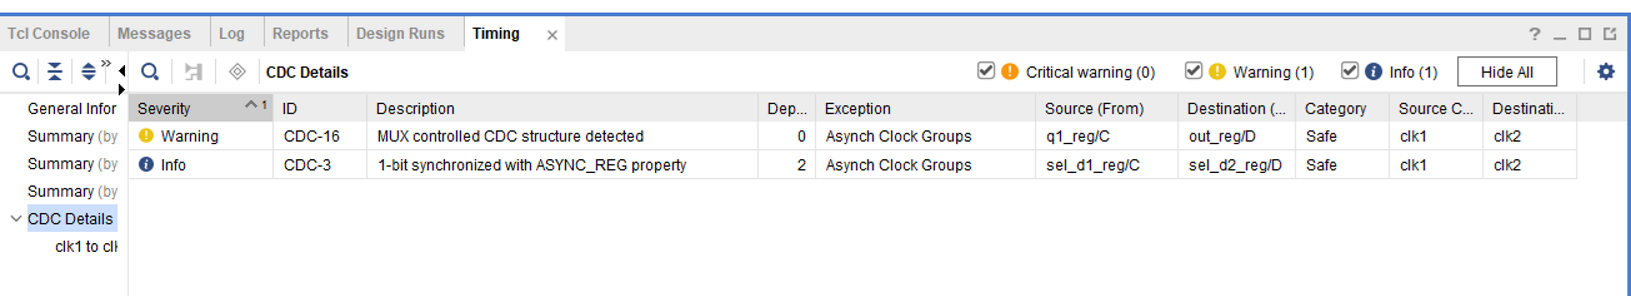 Tcl Console Messages Log Reports Design Runs Timing × ?
CDC Details Critical warning (0) Warning (1) Info (1) Hide All
General Infor Severity 1 ID Description Dep... Exception Source (From) Destination (... Category Source C... Destinati...
Summary (by Warning CDC-16 MUX controlled CDC structure detected 0 Asynch Clock Groups q1_reg/C out_reg/D Safe clk1 clk2
Summary (by Info CDC-3 1-bit synchronized with ASYNC_REG property 2 Asynch Clock Groups sel_d1_reg/C sel_d2_reg/D Safe clk1 clk2
Summary (by
CDC Details
clk1 to clk